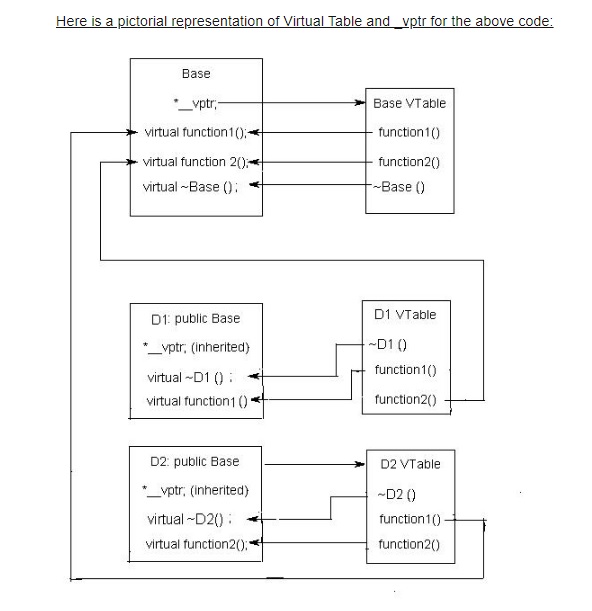 Here is a pictorial representation of Virtual Table and _vptr for the above code:
Base
*__vptr;
virtual function1();
virtual function 2();
virtual ~Base ();
Base VTable
function1()
function2()
~Base ()
D1: public Base
*__vptr; (inherited)
virtual ~D1 () ;
virtual function1 ()
D1 VTable
~D1 ()
function1()
function2()
D2: public Base
*__vptr; (inherited)
virtual ~D2() ;
virtual function2();
D2 VTable
~D2 ()
function1()
function2()